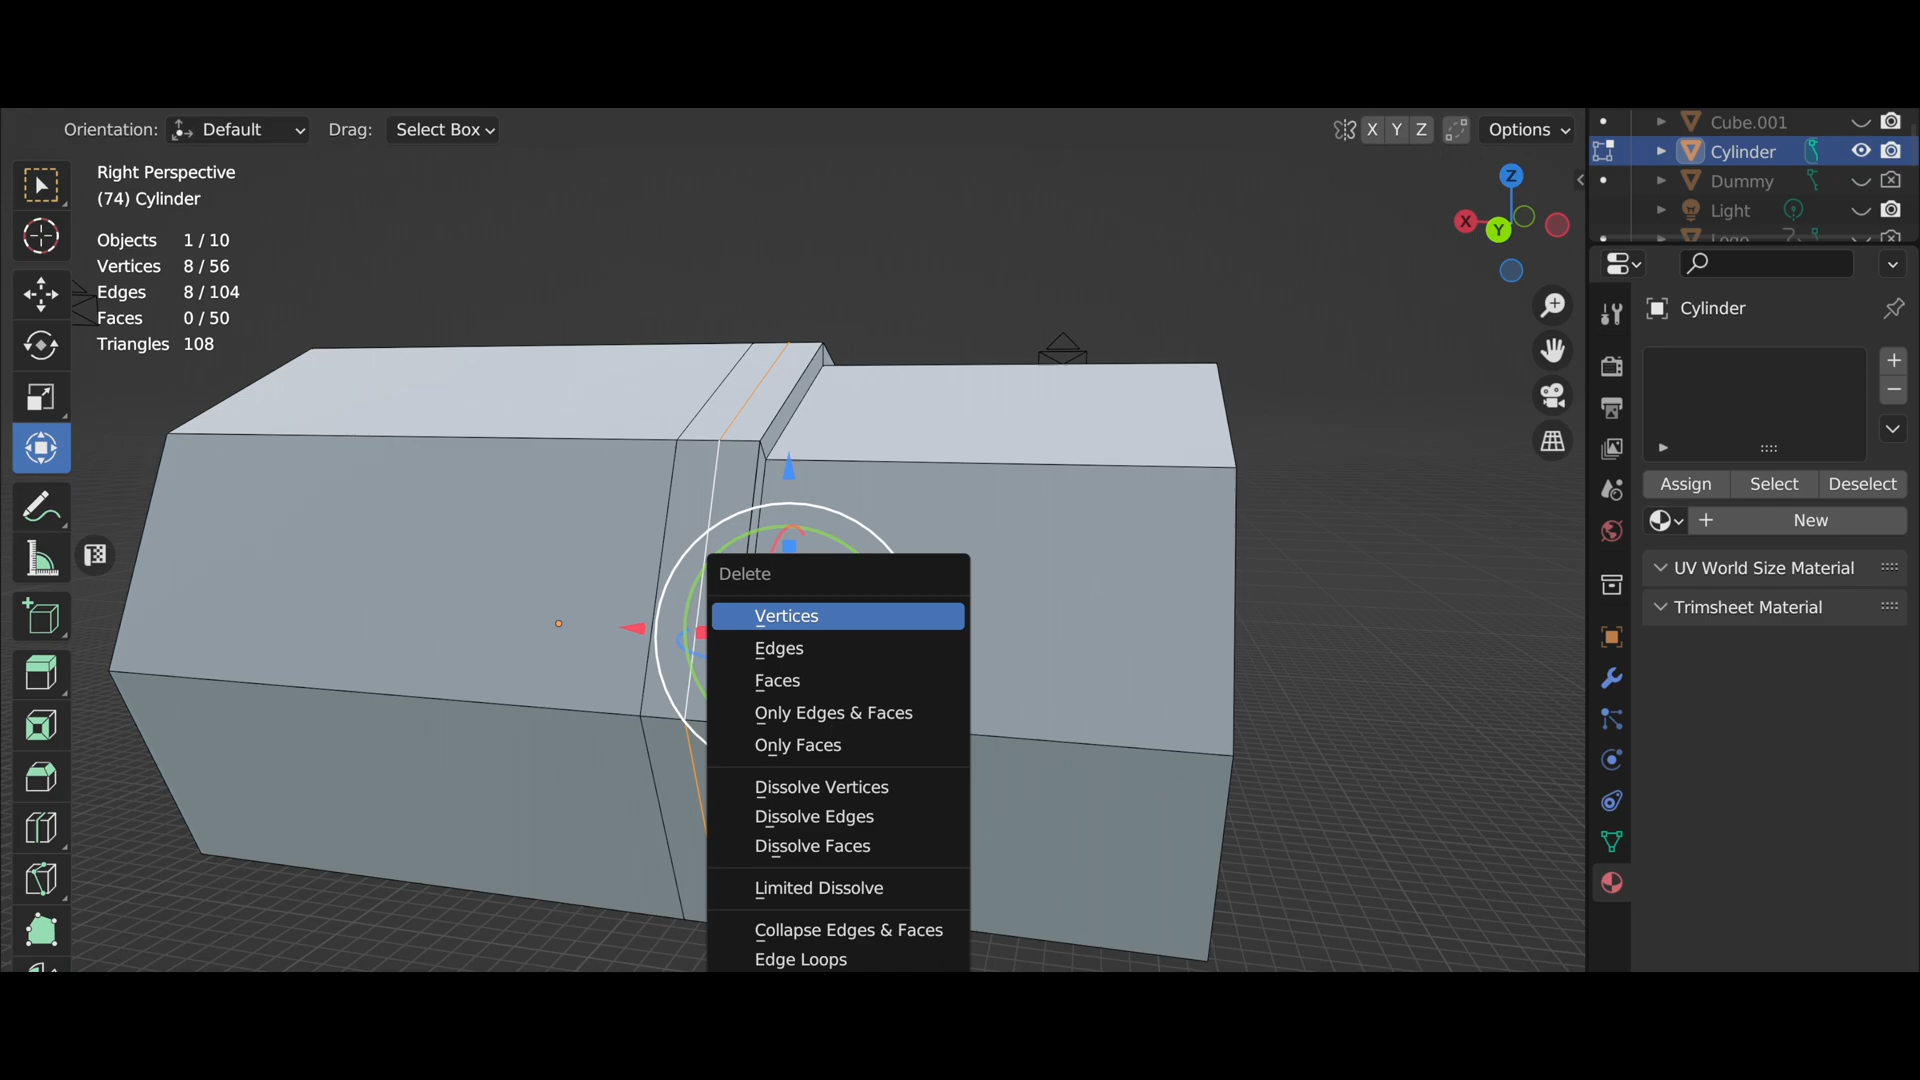 Orientation: Default Drag: Select Box
X Y Z Options
Right Perspective
(74) Cylinder
Objects 1 / 10
Vertices 8 / 56
Edges 8 / 104
Faces 0 / 50
Triangles 108
Z
X
Y
Delete
Vertices
Edges
Faces
Only Edges & Faces
Only Faces
Dissolve Vertices
Dissolve Edges
Dissolve Faces
Limited Dissolve
Collapse Edges & Faces
Edge Loops
Cube.001
Cylinder
Dummy
Light
Logo
Cylinder
Assign Select Deselect
New
UV World Size Material
Trimsheet Material